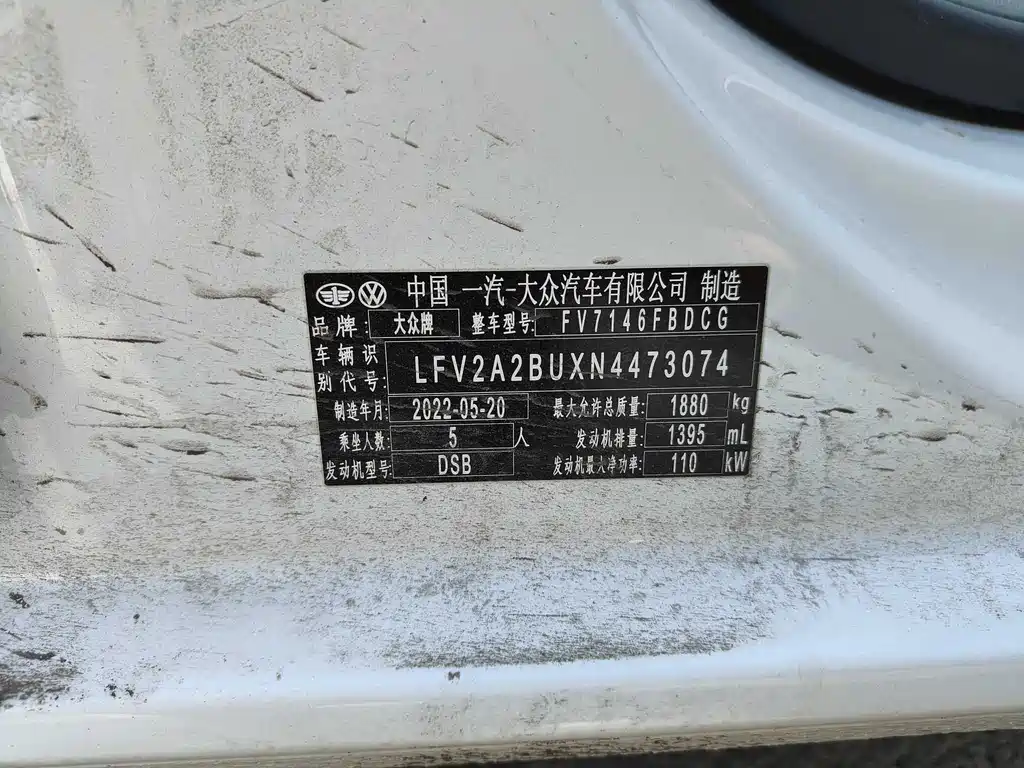 中国 一汽-大众汽车有限公司 制造
品牌: 大众牌 整车型号: FV7146FBDCG
车辆识别代号: LFV2A2BUXN4473074
制造年月: 2022-05-20 最大允许总质量: 1880 kg
乘坐人数: 5 人 发动机排量: 1395 mL
发动机型号: DSB 发动机最大净功率: 110 kW